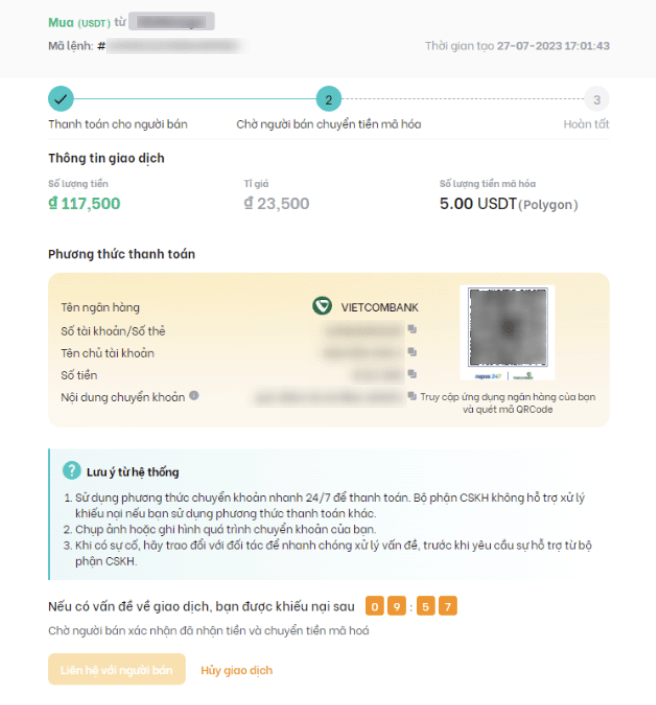 Mua (USDT) từ
Mã lệnh: #
Thời gian tạo 27-07-2023 17:01:43
2
3
Thanh toán cho người bán
Chờ người bán chuyển tiền mã hóa
Hoàn tất
Thông tin giao dịch
Số lượng tiền
Tỉ giá
Số lượng tiền mã hóa
₫ 117,500
₫ 23,500
5.00 USDT (Polygon)
Phương thức thanh toán
Tên ngân hàng
VIETCOMBANK
Số tài khoản/Số thẻ
Tên chủ tài khoản
Số tiền
Nội dung chuyển khoản
napas 247
Truy cập ứng dụng ngân hàng của bạn
và quét mã QRCode
? Lưu ý từ hệ thống
1. Sử dụng phương thức chuyển khoản nhanh 24/7 để thanh toán. Bộ phận CSKH không hỗ trợ xử lý
khiếu nại nếu bạn sử dụng phương thức thanh toán khác.
2. Chụp ảnh hoặc ghi hình quá trình chuyển khoản của bạn.
3. Khi có sự cố, hãy trao đổi với đối tác để nhanh chóng xử lý vấn đề, trước khi yêu cầu sự hỗ trợ từ bộ
phận CSKH.
Nếu có vấn đề về giao dịch, bạn được khiếu nại sau 0 9 : 5 7
Chờ người bán xác nhận đã nhận tiền và chuyển tiền mã hoá
Liên hệ với người bán
Hủy giao dịch